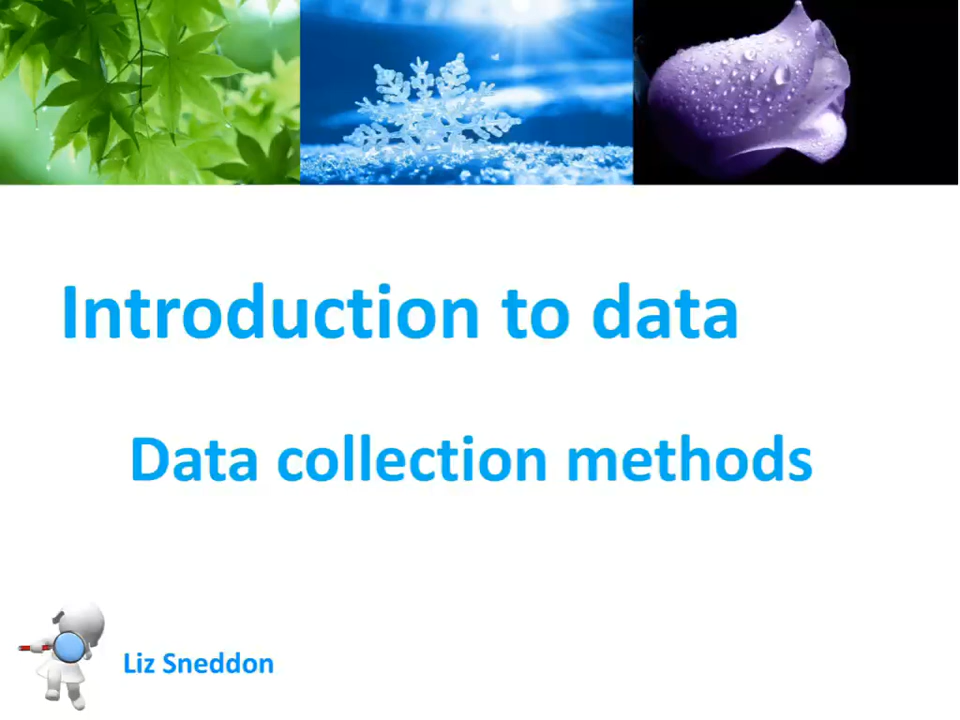 Introduction to data
Data collection methods
Liz Sneddon